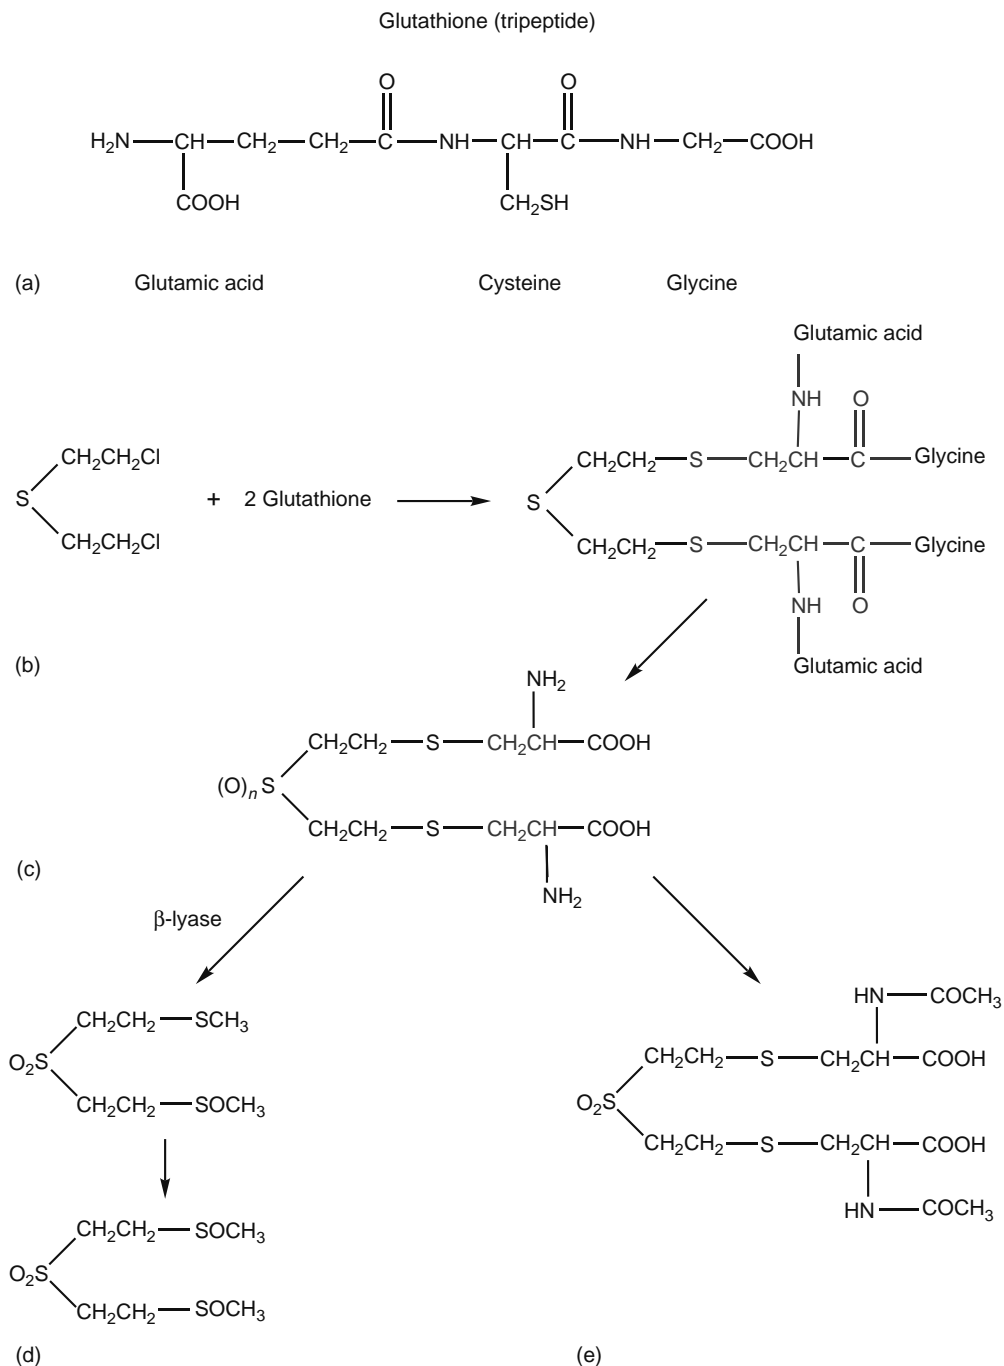 Glutathione (tripeptide)
O O
H₂N—CH—CH₂—CH₂—C—NH—CH—C—NH—CH₂—COOH
COOH CH₂SH
(a) Glutamic acid Cysteine Glycine
Glutamic acid
NH O
CH₂CH₂Cl CH₂CH₂—S—CH₂CH—C—Glycine
S + 2 Glutathione S
CH₂CH₂Cl CH₂CH₂—S—CH₂CH—C—Glycine
NH O
(b) Glutamic acid
NH₂
CH₂CH₂—S—CH₂CH—COOH
(O)ₙS
CH₂CH₂—S—CH₂CH—COOH
(c) NH₂
β-lyase
HN—COCH₃
CH₂CH₂—SCH₃ CH₂CH₂—S—CH₂CH—COOH
O₂S O₂S
CH₂CH₂—SOCH₃ CH₂CH₂—S—CH₂CH—COOH
HN—COCH₃
CH₂CH₂—SOCH₃
O₂S
CH₂CH₂—SOCH₃
(d) (e)